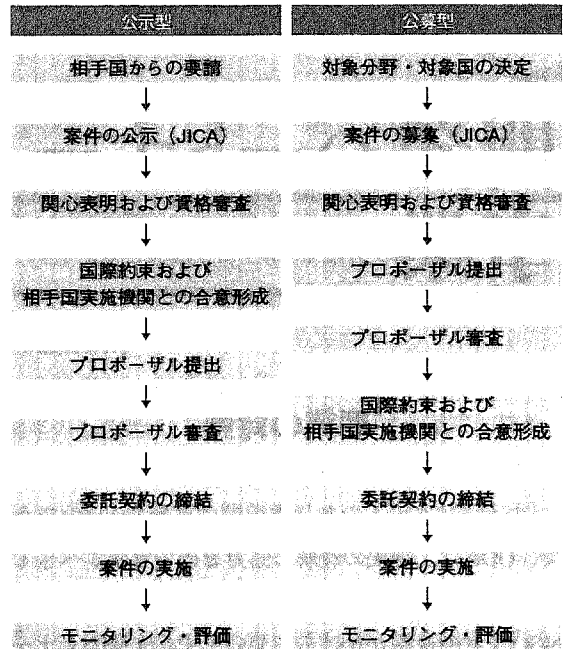 公示型
相手国からの要請
↓
案件の公示（JICA）
↓
関心表明および資格審査
↓
国際約束および
相手国実施機関との合意形成
↓
プロポーザル提出
↓
プロポーザル審査
↓
委託契約の締結
↓
案件の実施
↓
モニタリング・評価
公募型
対象分野・対象国の決定
↓
案件の募集（JICA）
↓
関心表明および資格審査
↓
プロポーザル提出
↓
プロポーザル審査
↓
国際約束および
相手国実施機関との合意形成
↓
委託契約の締結
↓
案件の実施
↓
モニタリング・評価